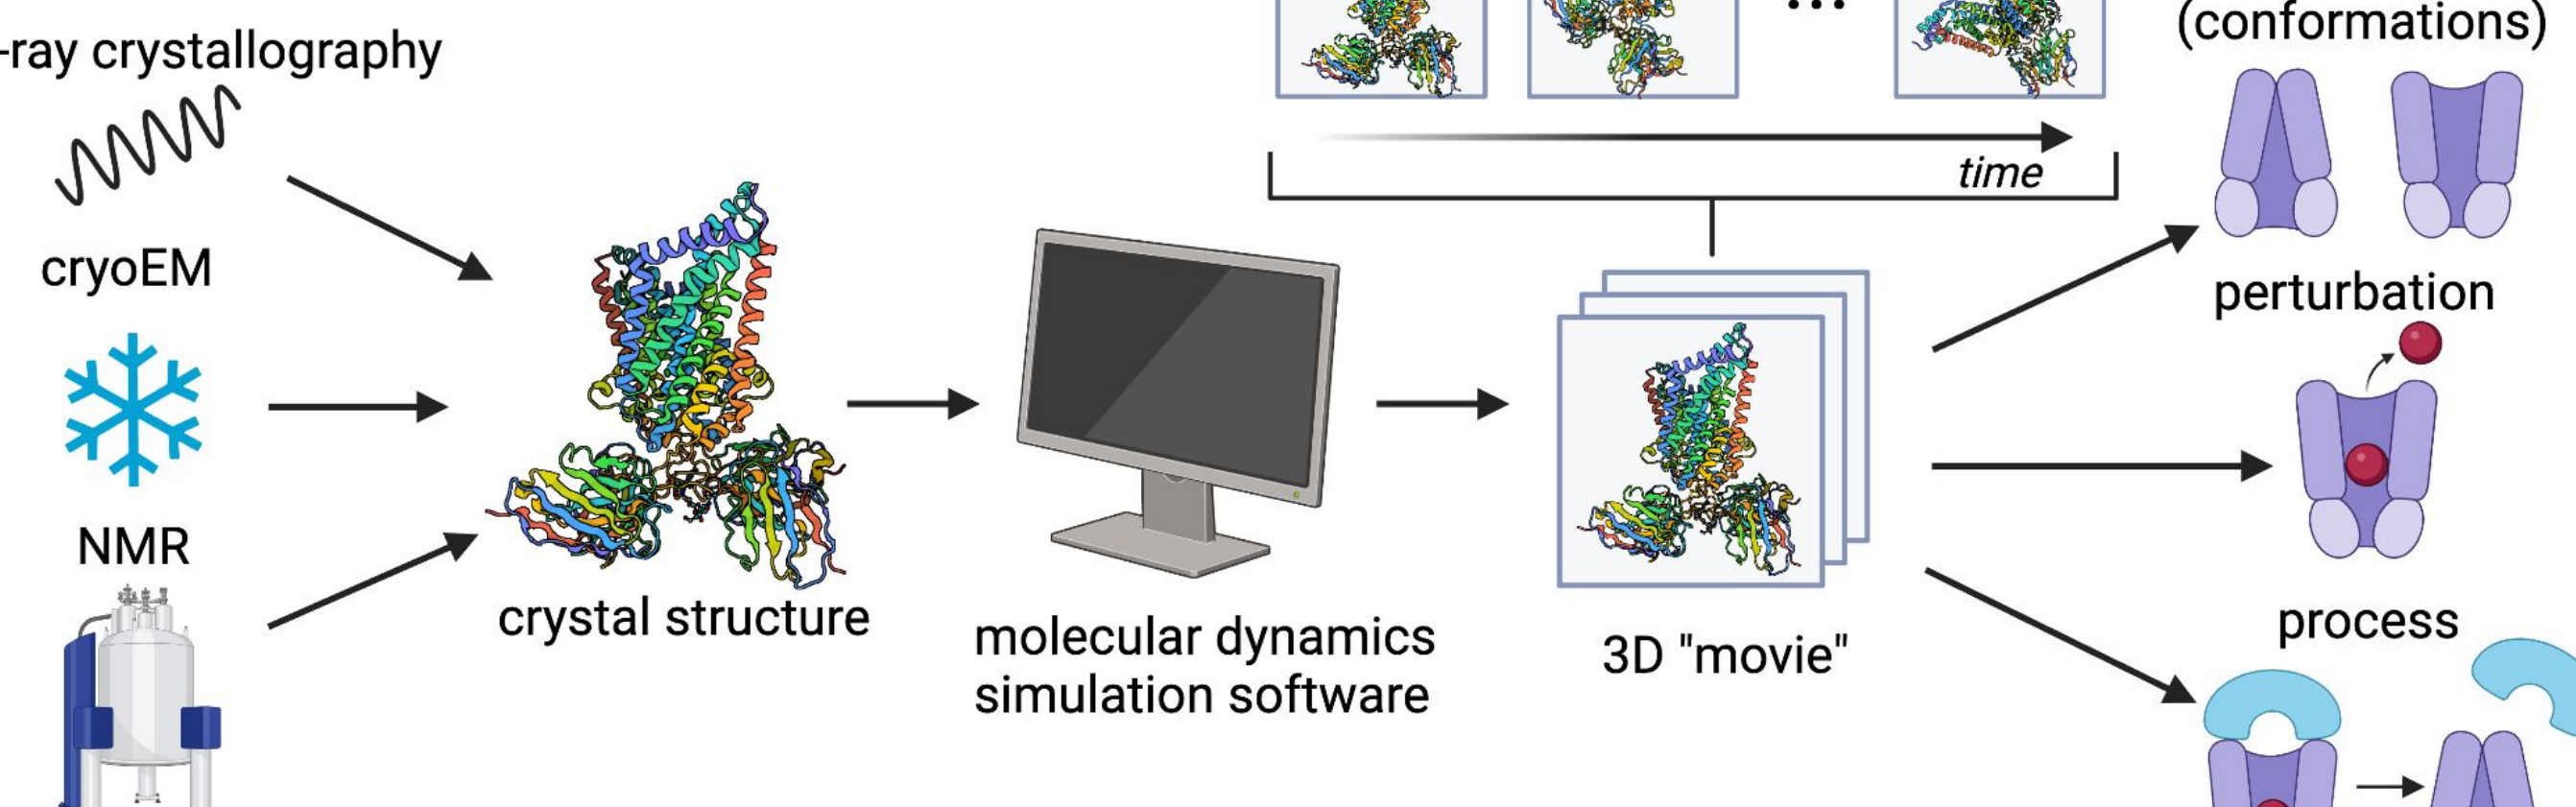 -ray crystallography
cryoEM
NMR
crystal structure
molecular dynamics
simulation software
...
time
3D "movie"
(conformations)
perturbation
process